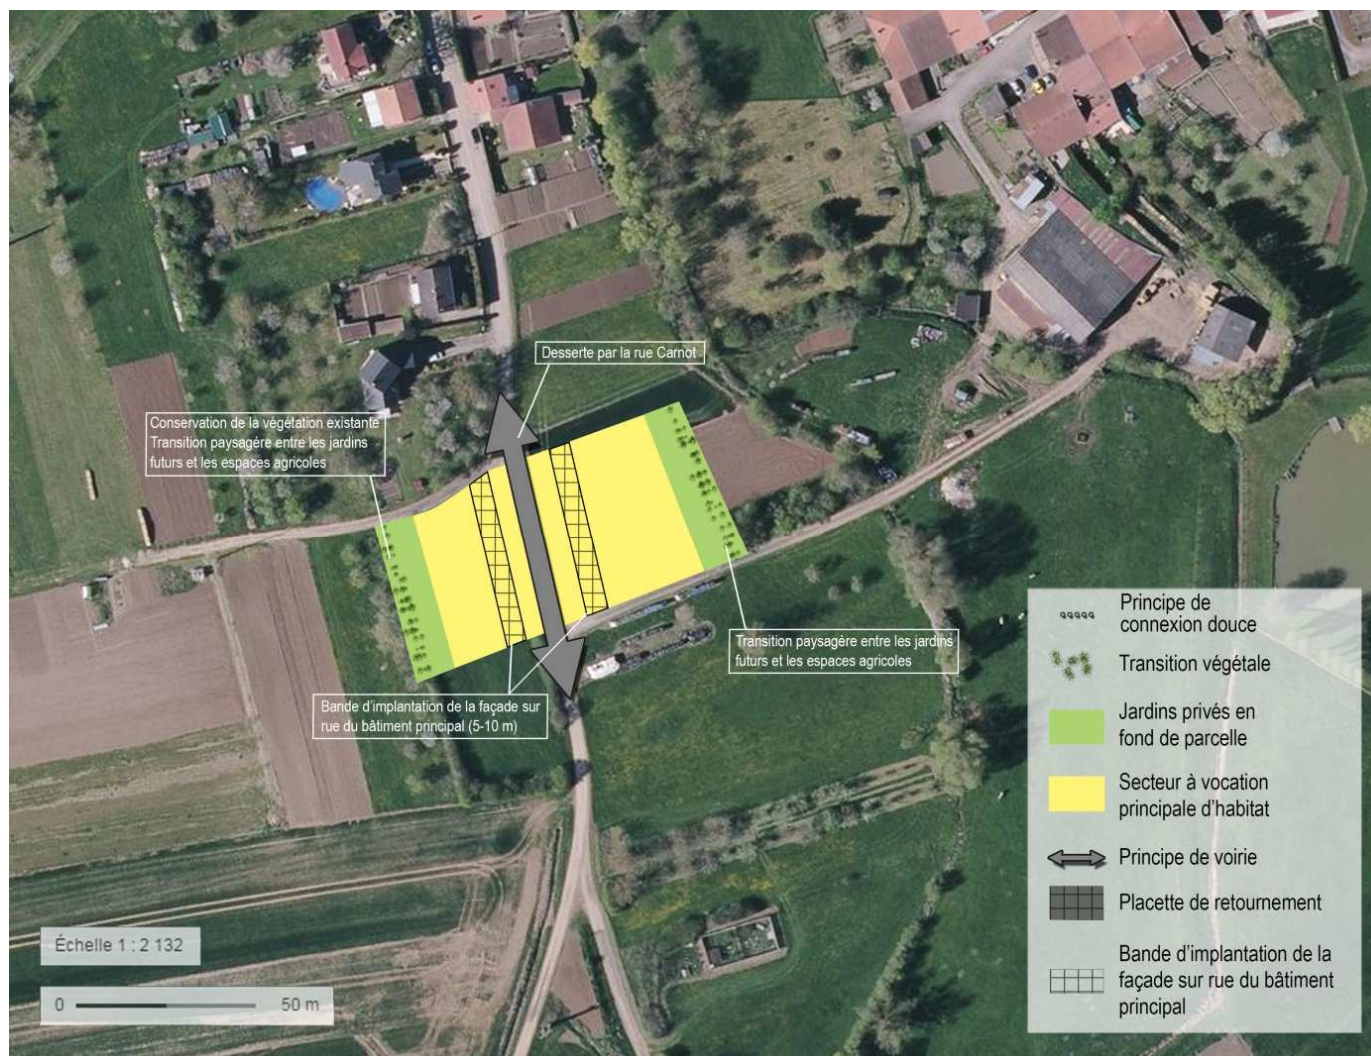 Desserte par la rue Carnot
Conservation de la végétation existante
Transition paysagère entre les jardins
futurs et les espaces agricoles
Transition paysagère entre les jardins
futurs et les espaces agricoles
Bande d'implantation de la façade sur
rue du bâtiment principal (5-10 m)
Principe de
connexion douce
Transition végétale
Jardins privés en
fond de parcelle
Secteur à vocation
principale d'habitat
Principe de voirie
Placette de retournement
Bande d'implantation de la
façade sur rue du bâtiment
principal
Échelle 1 : 2 132
0 50 m